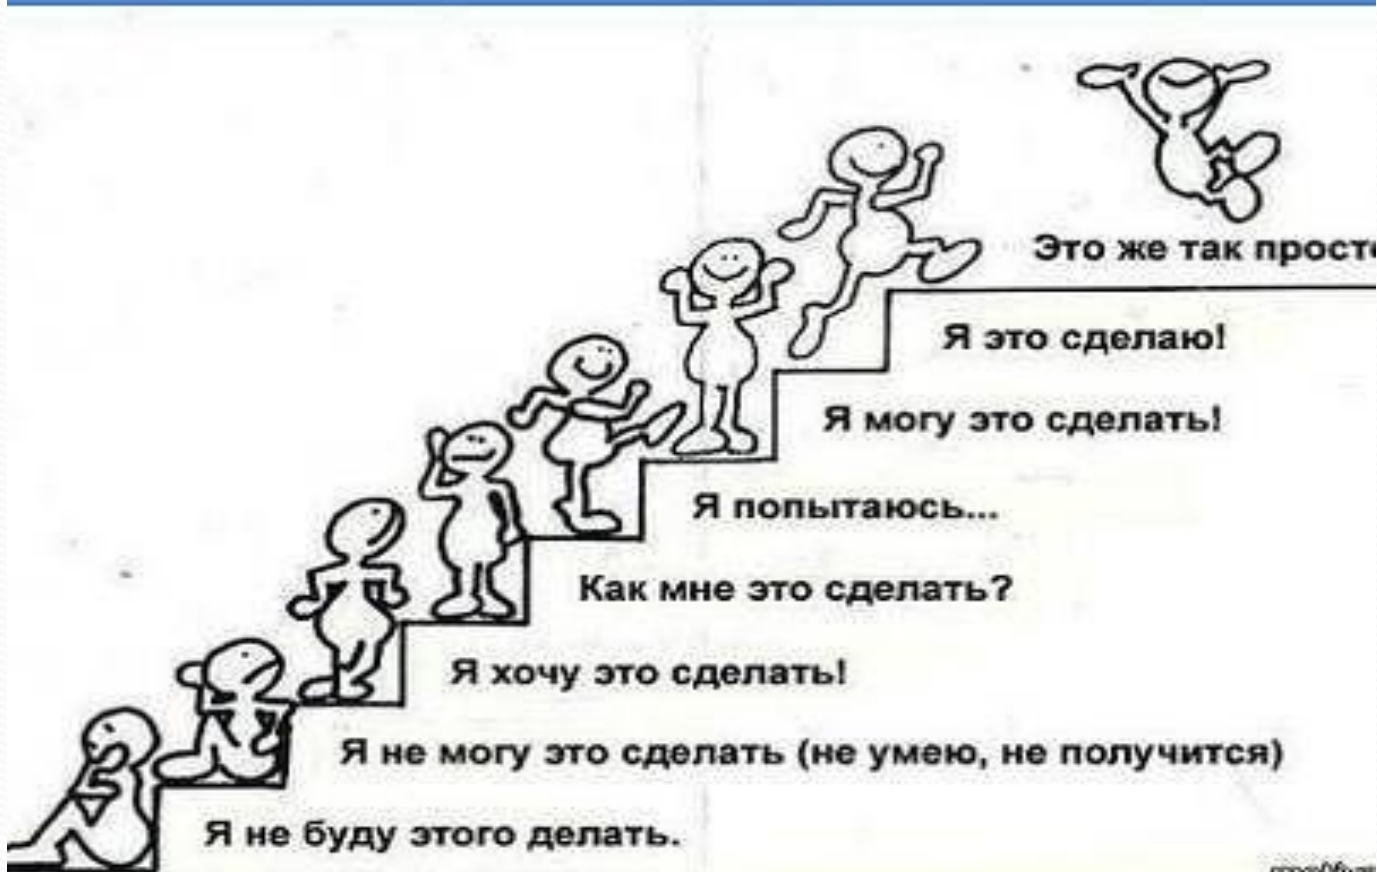 Это же так просто
Я это сделаю!
Я могу это сделать!
Я попытаюсь...
Как мне это сделать?
Я хочу это сделать!
Я не могу это сделать (не умею, не получится)
Я не буду этого делать.